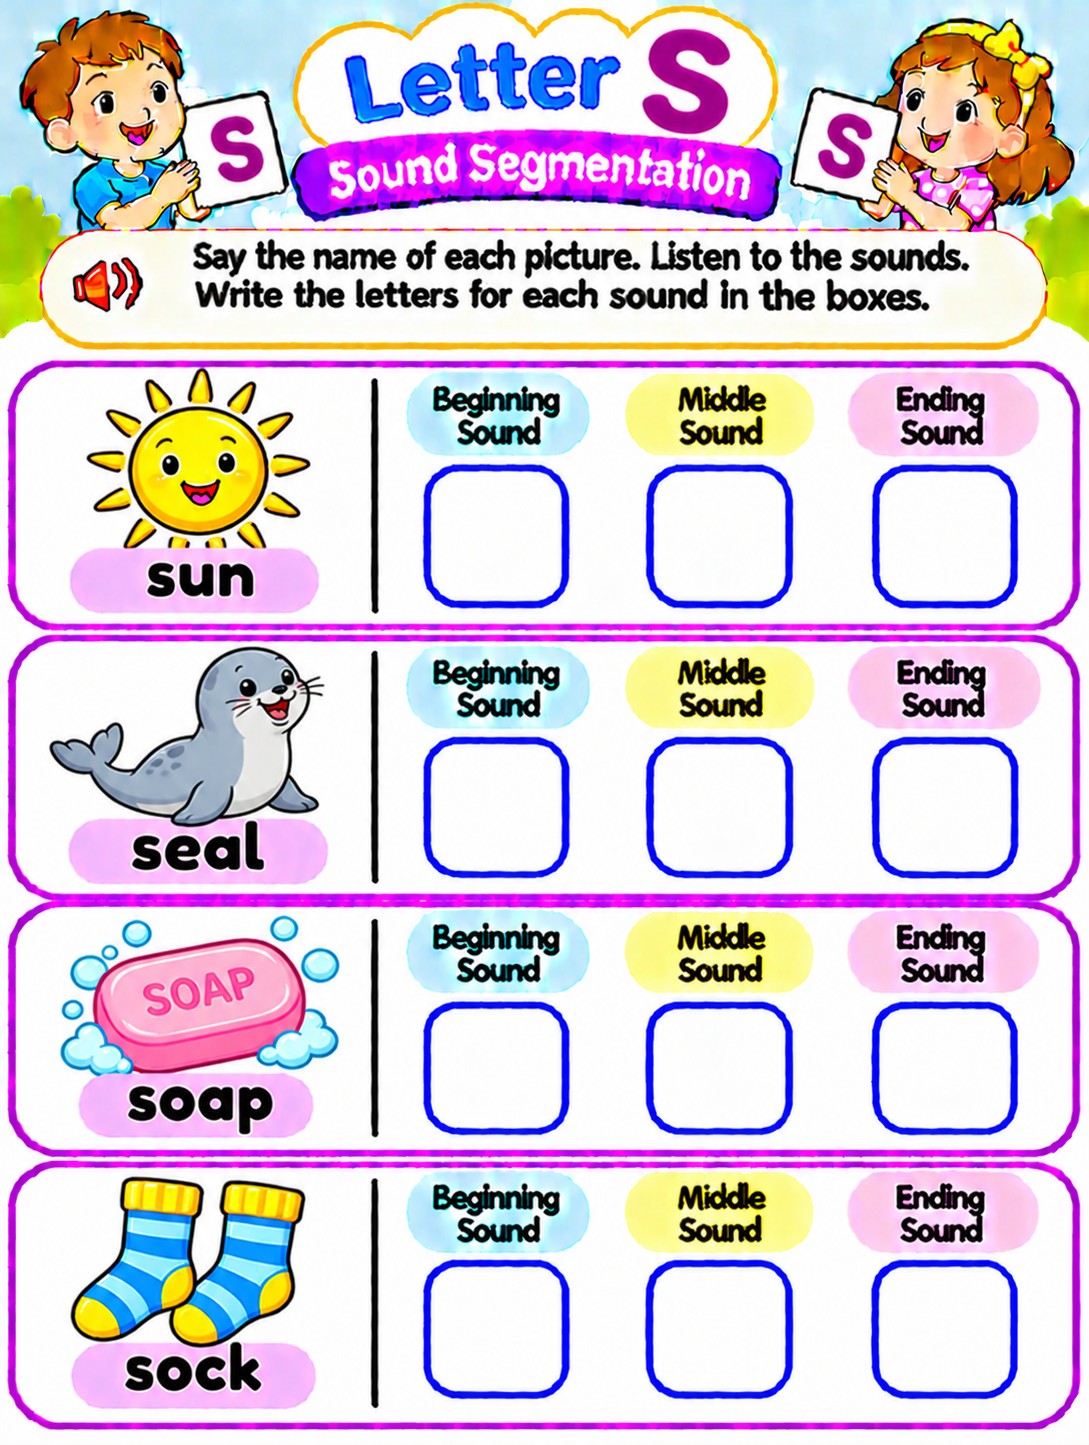 Letter S
Sound Segmentation
S
S
Say the name of each picture. Listen to the sounds.
Write the letters for each sound in the boxes.
sun
Beginning
Sound
Middle
Sound
Ending
Sound
seal
Beginning
Sound
Middle
Sound
Ending
Sound
SOAP
soap
Beginning
Sound
Middle
Sound
Ending
Sound
sock
Beginning
Sound
Middle
Sound
Ending
Sound